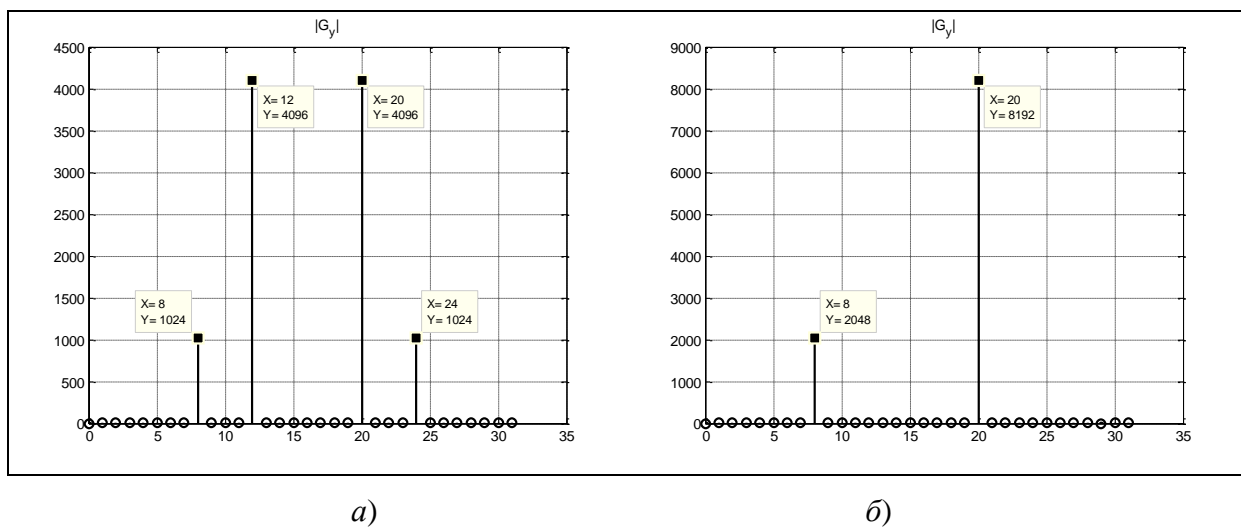 |G_y|
4500
4000
3500
3000
2500
2000
1500
1000
500
0
0 5 10 15 20 25 30 35
X= 12
Y= 4096
X= 20
Y= 4096
X= 8
Y= 1024
X= 24
Y= 1024
а)
|G_y|
9000
8000
7000
6000
5000
4000
3000
2000
1000
0
0 5 10 15 20 25 30 35
X= 20
Y= 8192
X= 8
Y= 2048
б)